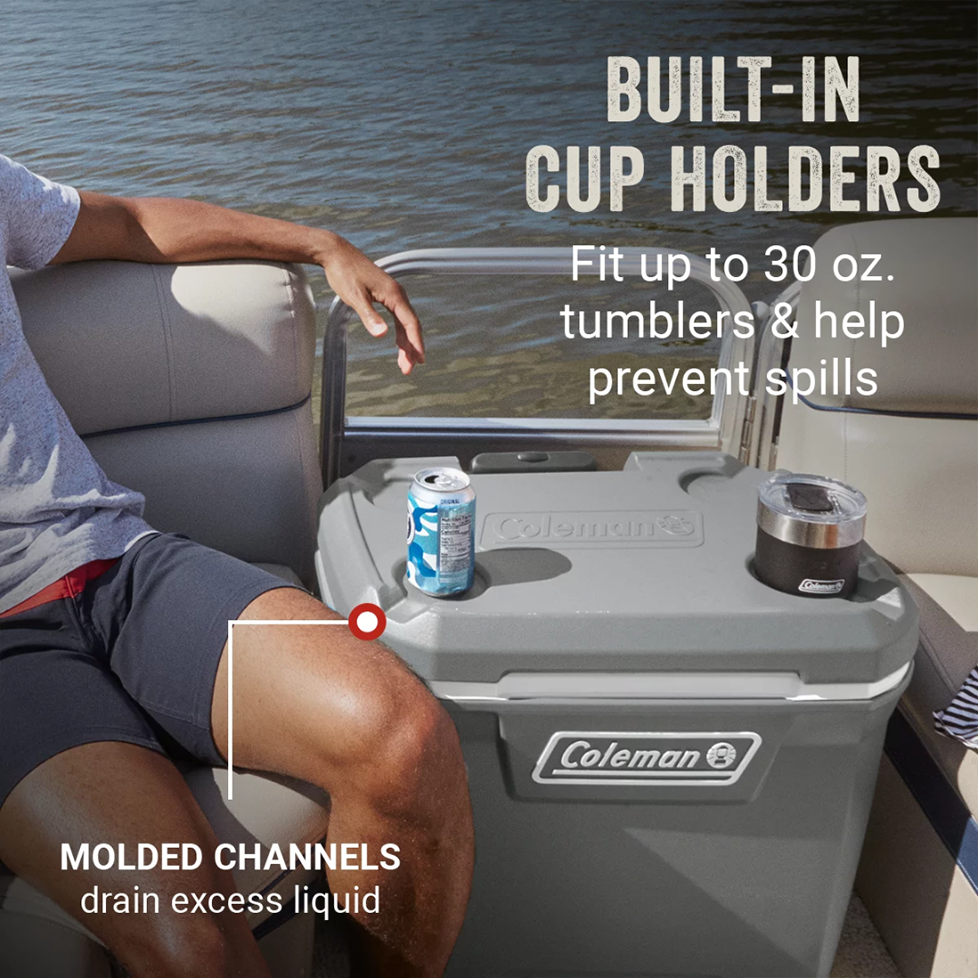 BUILT-IN
CUP HOLDERS
Fit up to 30 oz.
tumblers & help
prevent spills
ORIGINAL
Coleman
Coleman
Coleman
MOLDED CHANNELS
drain excess liquid